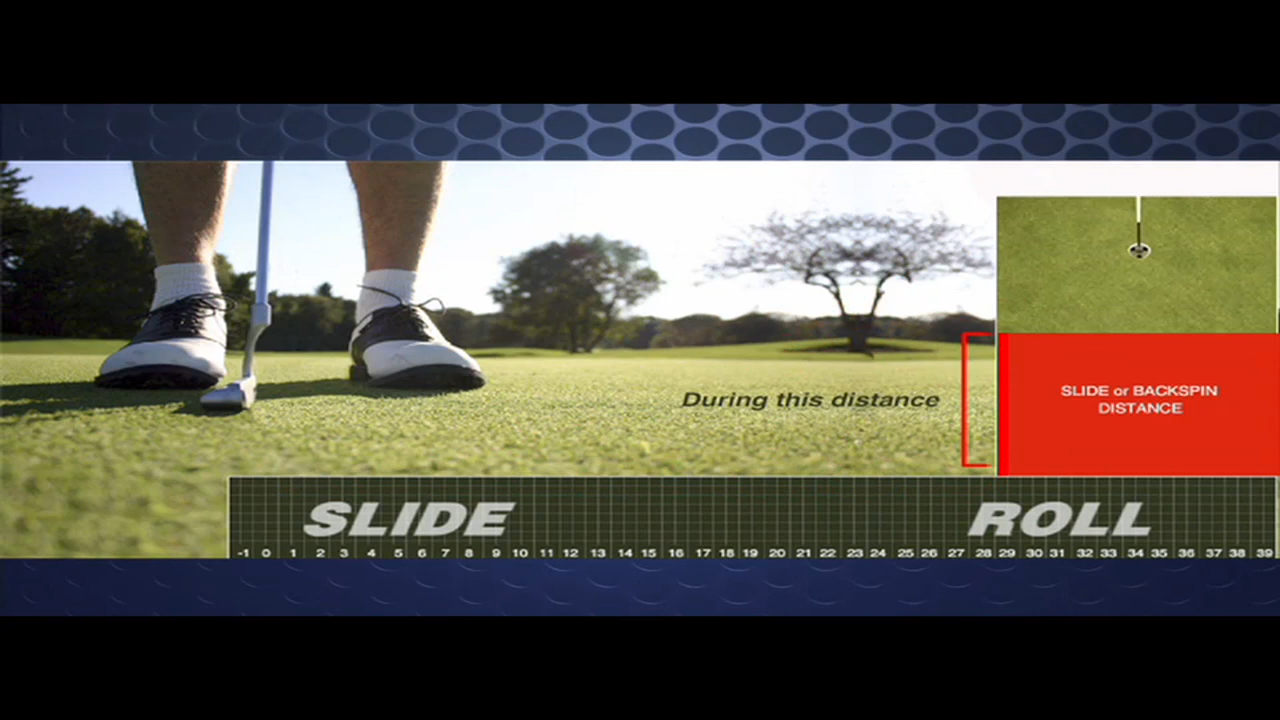 During this distance
SLIDE or BACKSPIN
DISTANCE
SLIDE ROLL
-1 0 1 2 3 4 5 6 7 8 9 10 11 12 13 14 15 16 17 18 19 20 21 22 23 24 25 26 27 28 29 30 31 32 33 34 35 36 37 38 39